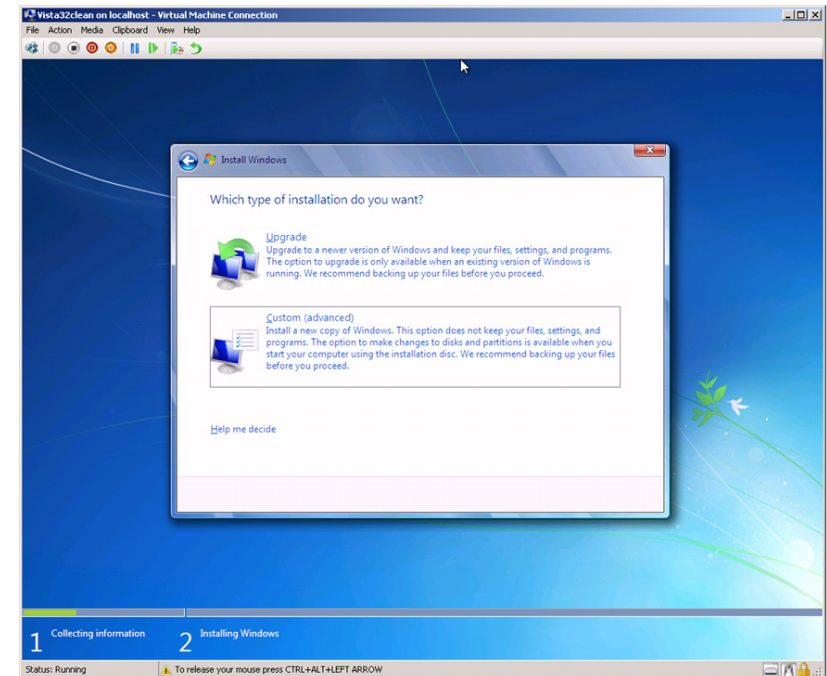 Vista32clean on localhost - Virtual Machine Connection
File Action Media Clipboard View Help
Install Windows
Which type of installation do you want?
Upgrade
Upgrade to a newer version of Windows and keep your files, settings, and programs.
The option to upgrade is only available when an existing version of Windows is
running. We recommend backing up your files before you proceed.
Custom (advanced)
Install a new copy of Windows. This option does not keep your files, settings, and
programs. The option to make changes to disks and partitions is available when you
start your computer using the installation disc. We recommend backing up your files
before you proceed.
Help me decide
1 Collecting information 2 Installing Windows
Status: Running To release your mouse press CTRL+ALT+LEFT ARROW